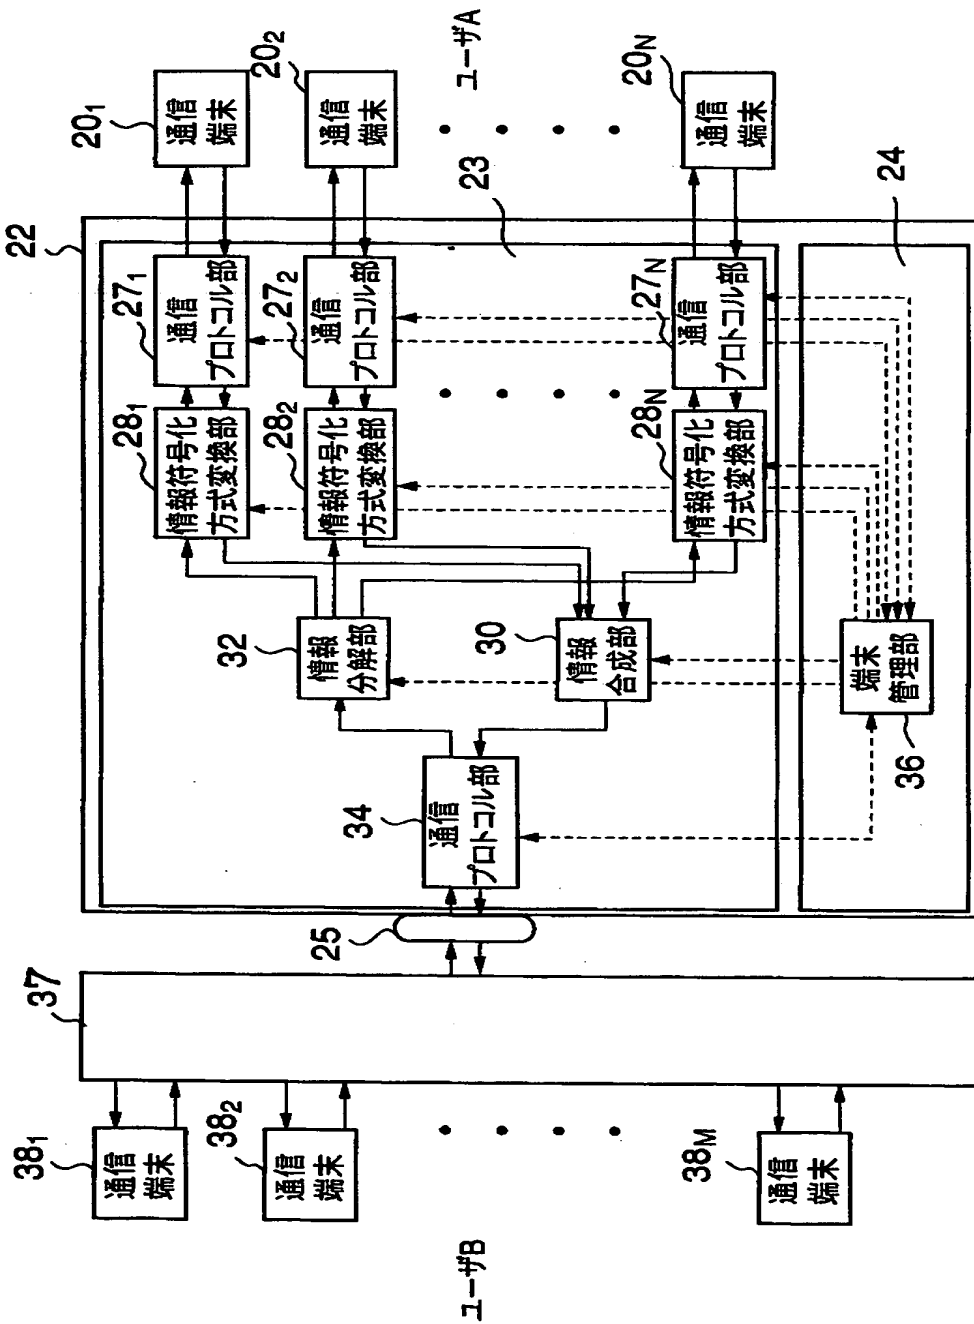 ユーザA
20₁
通信
端末
20₂
通信
端末
20N
通信
端末
22
23
24
27₁
通信
プロトコル部
27₂
通信
プロトコル部
27N
通信
プロトコル部
28₁
情報符号化
方式変換部
28₂
情報符号化
方式変換部
28N
情報符号化
方式変換部
32
情報
分解部
30
情報
合成部
端末
管理部
36
34
通信
プロトコル部
25
37
38₁
通信
端末
38₂
通信
端末
38M
通信
端末
ユーザB